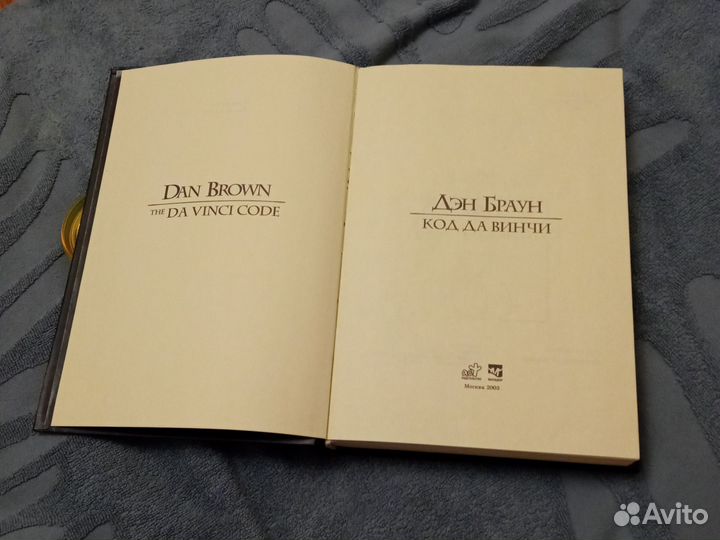 DAN BROWN
THE DA VINCI CODE
ДЭН БРАУН
КОД ДА ВИНЧИ
Москва 2005
Avito